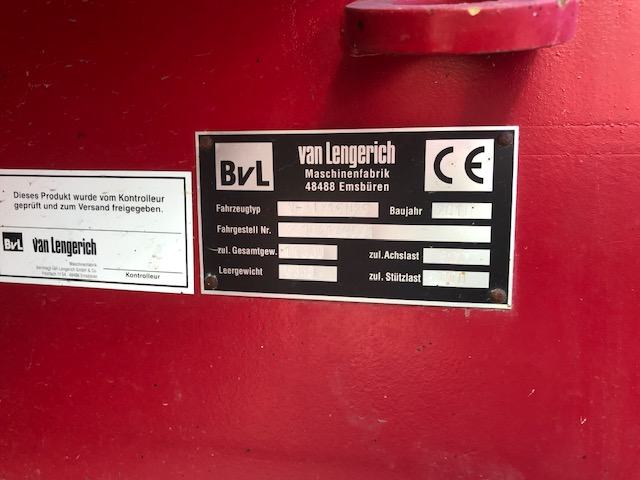 BvL
van Lengerich
Maschinenfabrik
48488 Emsbüren
CE
Fahrzeugtyp
Baujahr
Fahrgestell Nr.
zul. Gesamtgew.
zul. Achslast
Leergewicht
zul. Stützlast
Dieses Produkt wurde vom Kontrolleur
geprüft und zum Versand freigegeben.
BvL van Lengerich
Maschinenfabrik
Kontrolleur